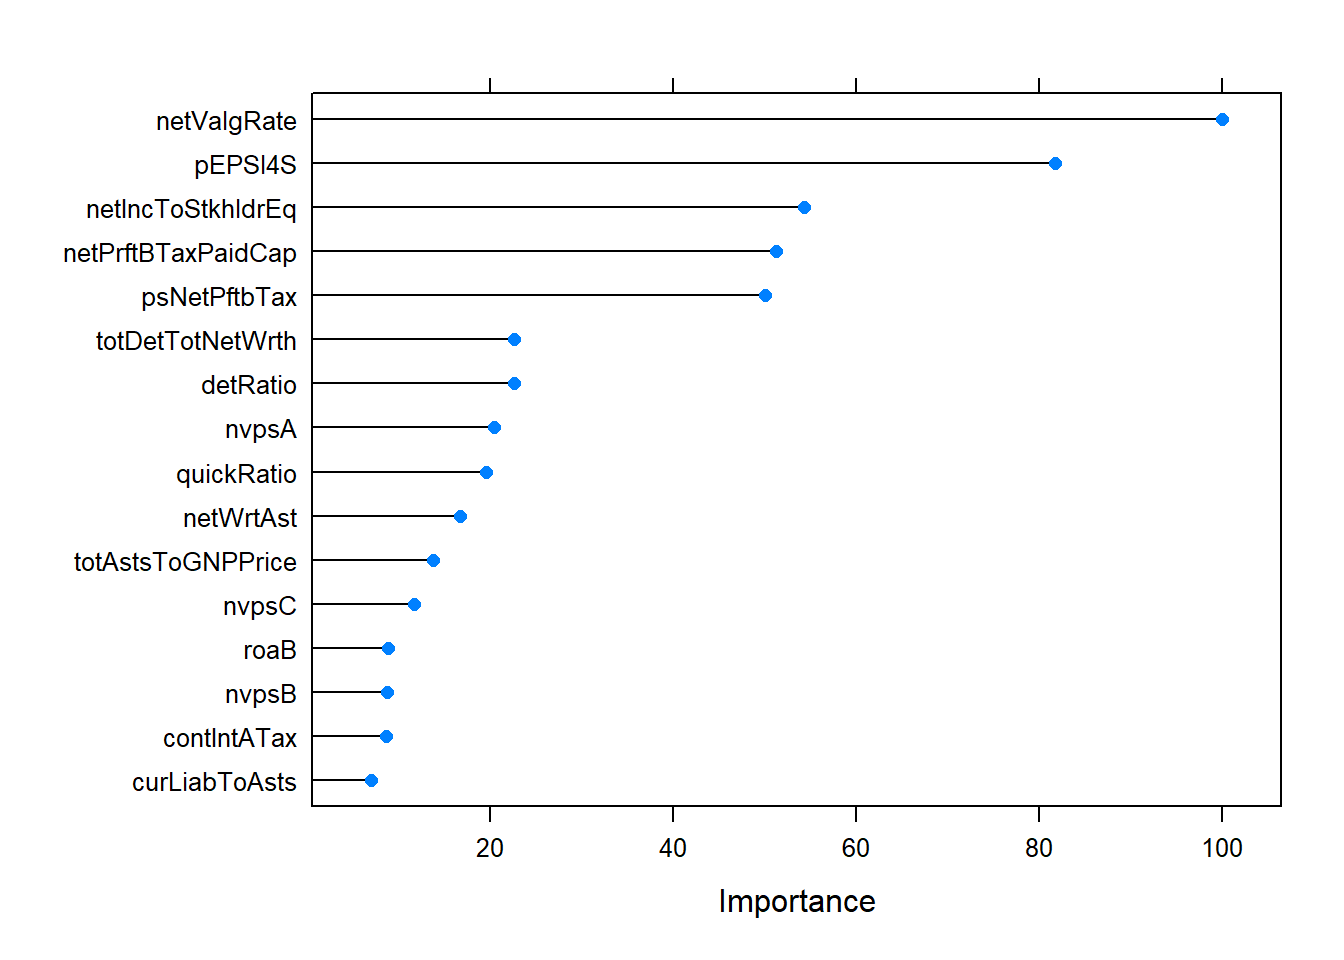 netValgRate
pEPSl4S
netIncToStkhldrEq
netPrftBTaxPaidCap
psNetPftbTax
totDetTotNetWrth
detRatio
nvpsA
quickRatio
netWrtAst
totAstsToGNPPrice
nvpsC
roaB
nvpsB
contIntATax
curLiabToAsts
20 40 60 80 100
Importance